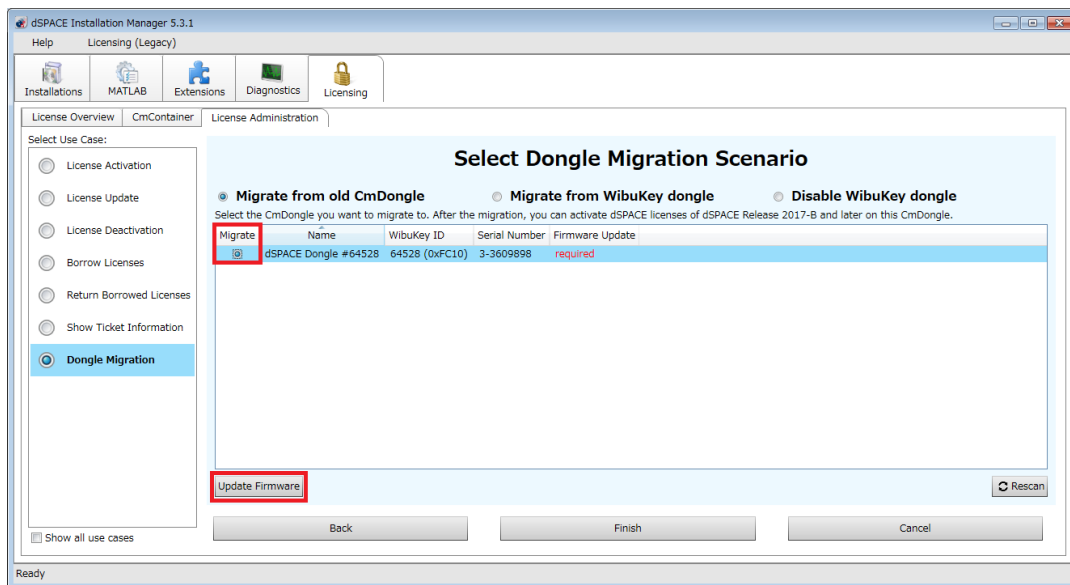 dSPACE Installation Manager 5.3.1
Help Licensing (Legacy)
Installations MATLAB Extensions Diagnostics Licensing
License Overview CmContainer License Administration
Select Use Case:
License Activation
License Update
License Deactivation
Borrow Licenses
Return Borrowed Licenses
Show Ticket Information
Dongle Migration
Show all use cases
Select Dongle Migration Scenario
Migrate from old CmDongle Migrate from WibuKey dongle Disable WibuKey dongle
Select the CmDongle you want to migrate to. After the migration, you can activate dSPACE licenses of dSPACE Release 2017-B and later on this CmDongle.
Migrate Name WibuKey ID Serial Number Firmware Update
dSPACE Dongle #64528 64528 (0xFC10) 3-3609898 required
Update Firmware Rescan
Back Finish Cancel
Ready